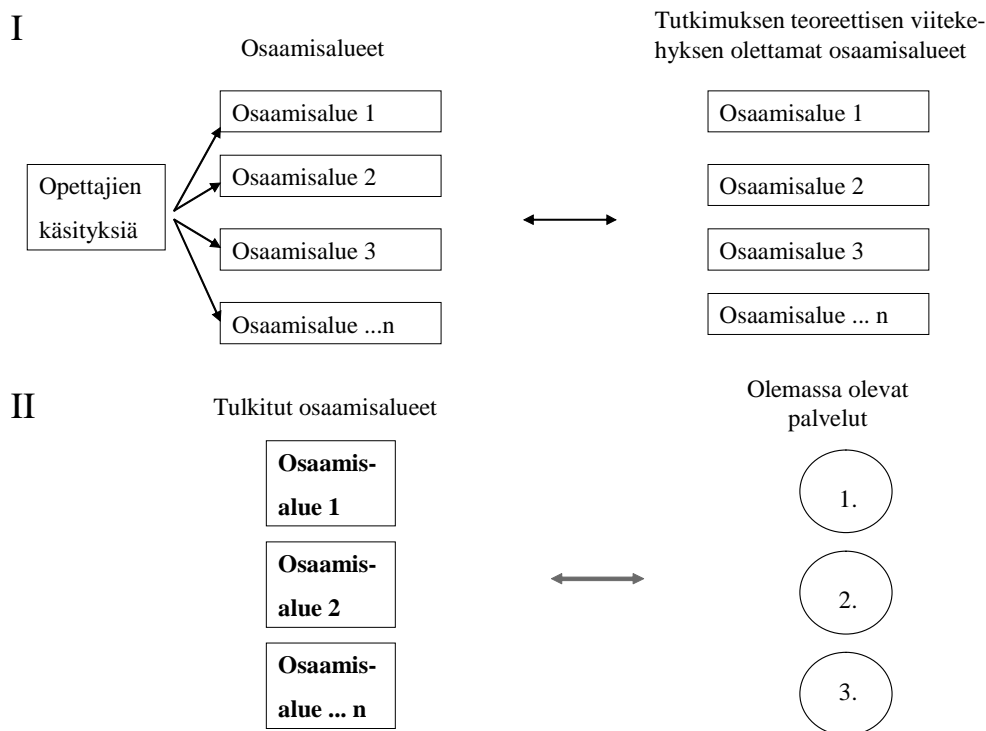 I
Osaamisalueet
Tutkimuksen teoreettisen viiteke-
hyksen olettamat osaamisalueet
Opettajien
käsityksiä
Osaamisalue 1
Osaamisalue 2
Osaamisalue 3
Osaamisalue ...n
Osaamisalue 1
Osaamisalue 2
Osaamisalue 3
Osaamisalue ... n
II
Tulkitut osaamisalueet
Olemassa olevat
palvelut
Osaamis-
alue 1
Osaamis-
alue 2
Osaamis-
alue ... n
1.
2.
3.